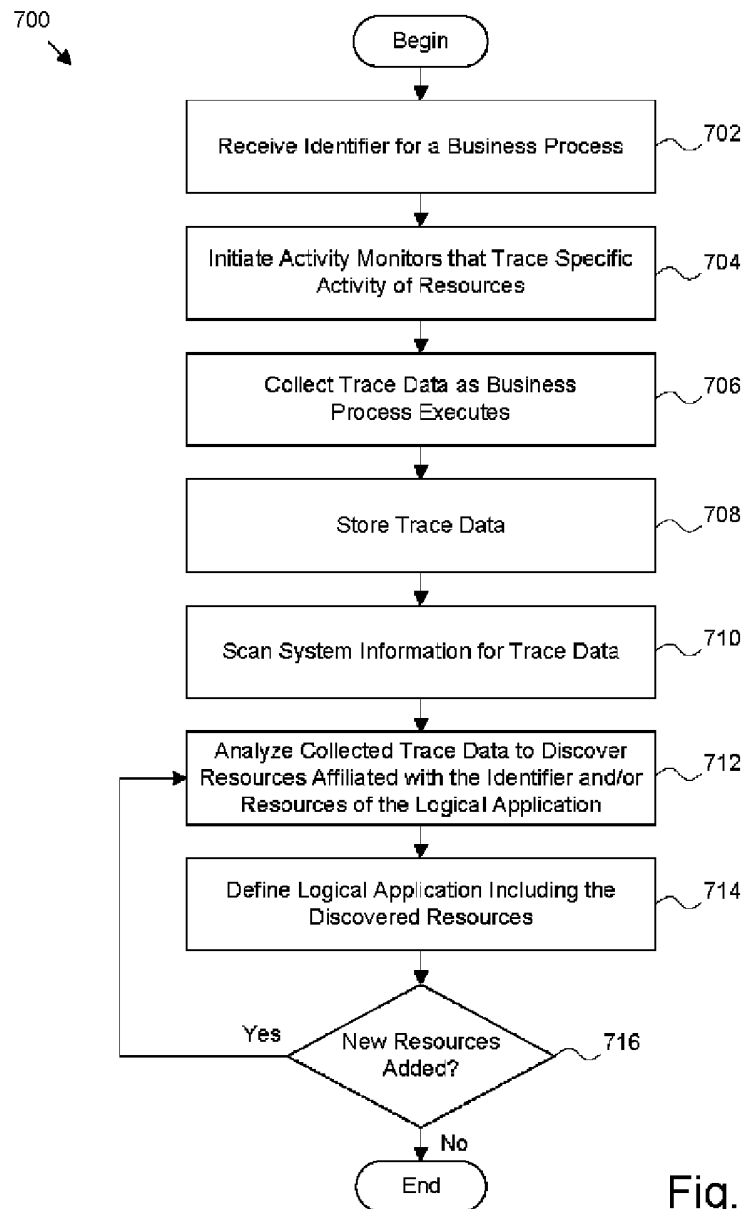 700
Begin
Receive Identifier for a Business Process
702
Initiate Activity Monitors that Trace Specific
Activity of Resources
704
Collect Trace Data as Business
Process Executes
706
Store Trace Data
708
Scan System Information for Trace Data
710
Analyze Collected Trace Data to Discover
Resources Affiliated with the Identifier and/or
Resources of the Logical Application
712
Define Logical Application Including the
Discovered Resources
714
Yes
New Resources
Added?
716
No
End
Fig.